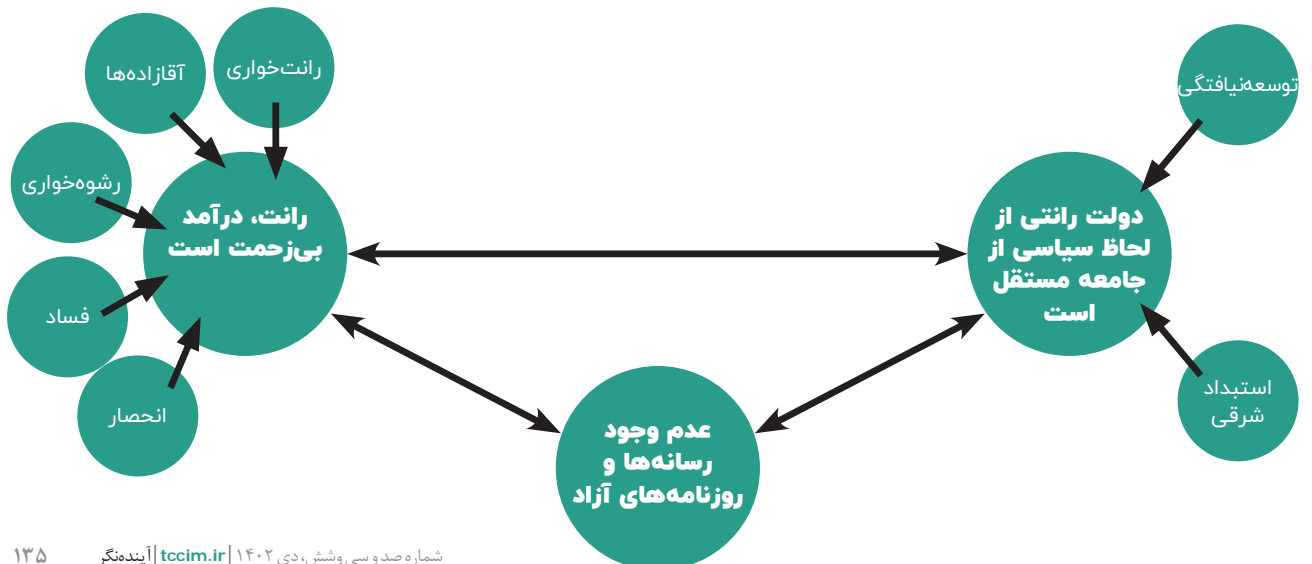 رانت‌خواری
آقازاده‌ها
رشوه‌خواری
فساد
انحصار
رانت، درآمد
بی‌زحمت است
توسعه‌نیافتگی
دولت رانتی از
لحاظ سیاسی از
جامعه مستقل
است
استبداد
شرقی
عدم وجود
رسانه‌ها و
روزنامه‌های آزاد
آینده‌نگر | tccim.ir | شماره صد و سی و شش، دی ۱۴۰۲
۱۳۵